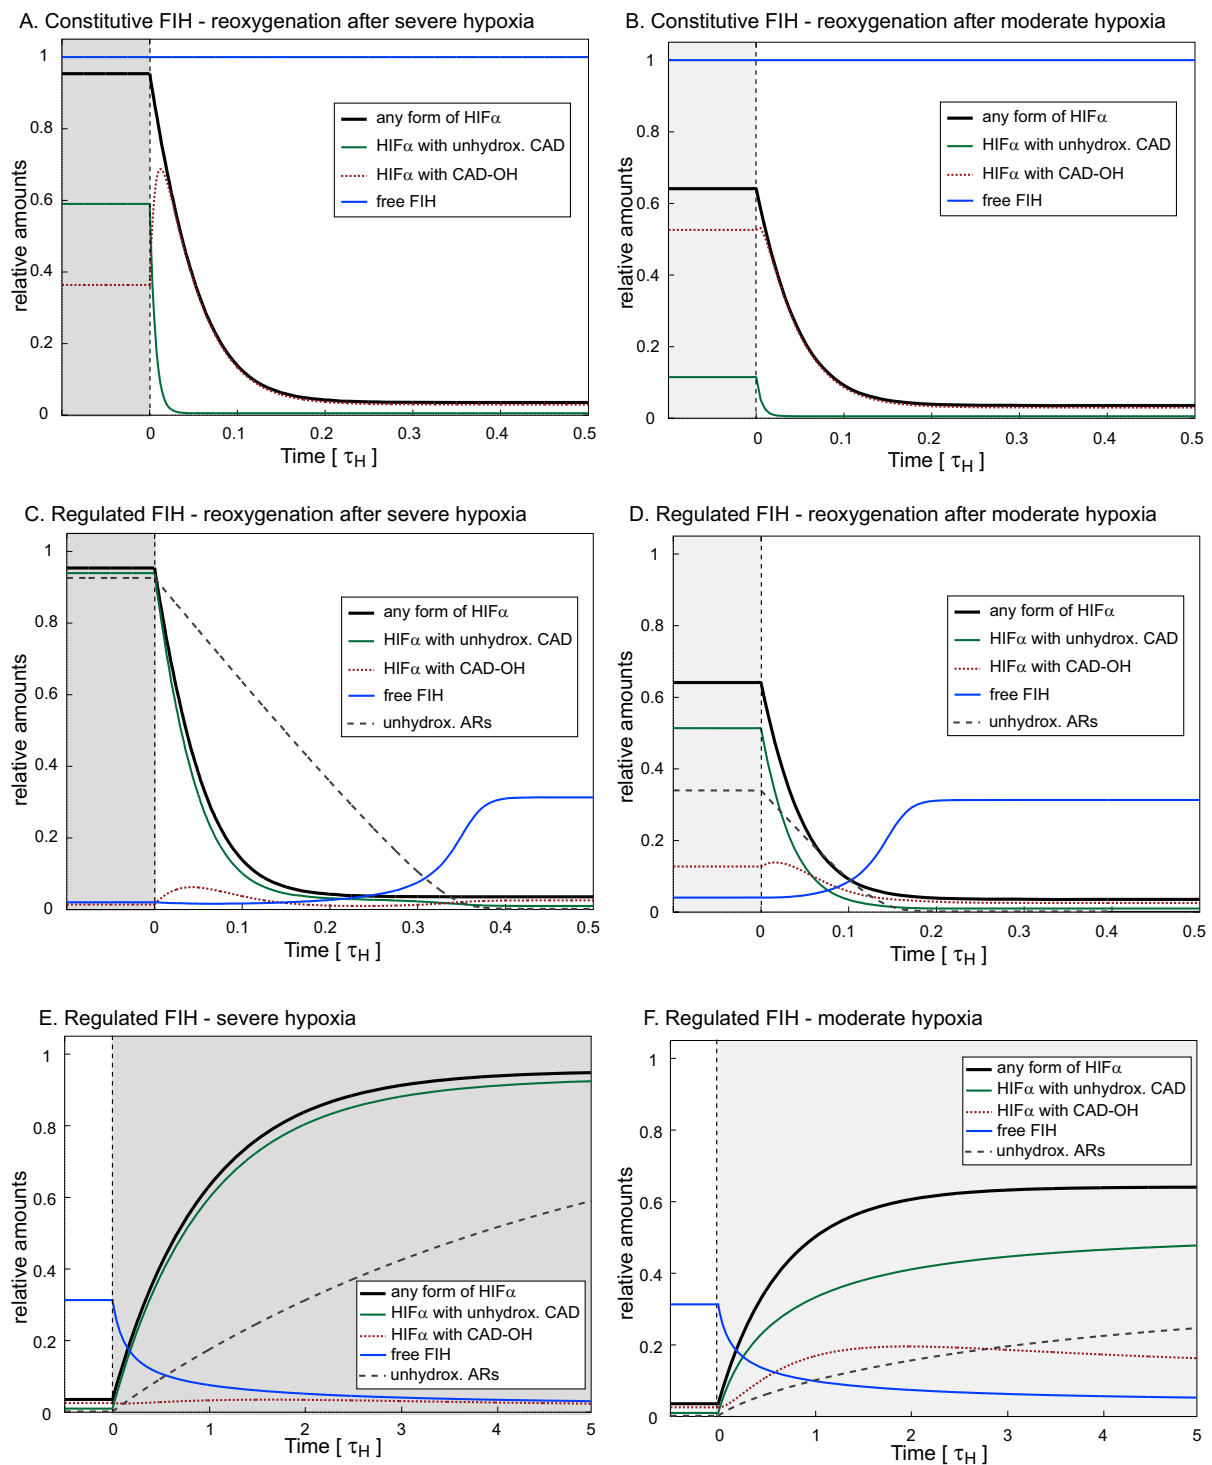 A. Constitutive FIH - reoxygenation after severe hypoxia
1
0.8
0.6
0.4
0.2
0
relative amounts
any form of HIFα
HIFα with unhydrox. CAD
HIFα with CAD-OH
free FIH
0 0.1 0.2 0.3 0.4 0.5
Time [ τH ]
B. Constitutive FIH - reoxygenation after moderate hypoxia
1
0.8
0.6
0.4
0.2
0
relative amounts
any form of HIFα
HIFα with unhydrox. CAD
HIFα with CAD-OH
free FIH
0 0.1 0.2 0.3 0.4 0.5
Time [ τH ]
C. Regulated FIH - reoxygenation after severe hypoxia
1
0.8
0.6
0.4
0.2
0
relative amounts
any form of HIFα
HIFα with unhydrox. CAD
HIFα with CAD-OH
free FIH
unhydrox. ARs
0 0.1 0.2 0.3 0.4 0.5
Time [ τH ]
D. Regulated FIH - reoxygenation after moderate hypoxia
1
0.8
0.6
0.4
0.2
0
relative amounts
any form of HIFα
HIFα with unhydrox. CAD
HIFα with CAD-OH
free FIH
unhydrox. ARs
0 0.1 0.2 0.3 0.4 0.5
Time [ τH ]
E. Regulated FIH - severe hypoxia
1
0.8
0.6
0.4
0.2
0
relative amounts
any form of HIFα
HIFα with unhydrox. CAD
HIFα with CAD-OH
free FIH
unhydrox. ARs
0 1 2 3 4 5
Time [ τH ]
F. Regulated FIH - moderate hypoxia
1
0.8
0.6
0.4
0.2
0
relative amounts
any form of HIFα
HIFα with unhydrox. CAD
HIFα with CAD-OH
free FIH
unhydrox. ARs
0 1 2 3 4 5
Time [ τH ]